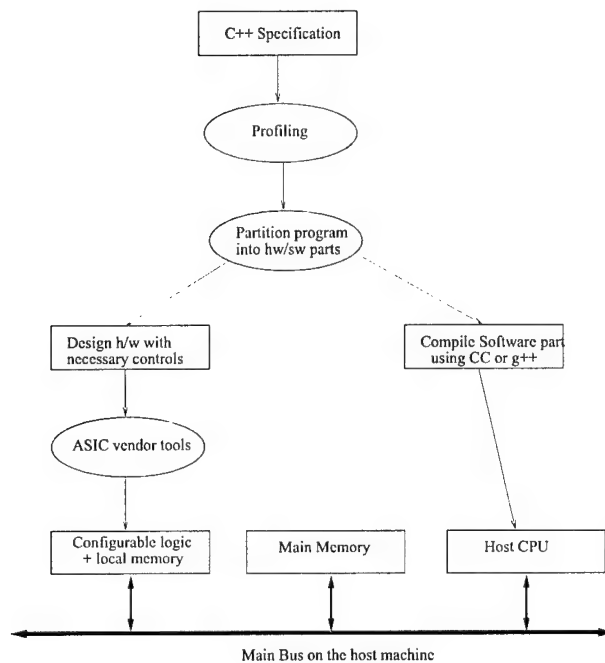 C++ Specification
Profiling
Partition program
into hw/sw parts
Design h/w with
necessary controls
Compile Software part
using CC or g++
ASIC vendor tools
Configurable logic
+ local memory
Main Memory
Host CPU
Main Bus on the host machine